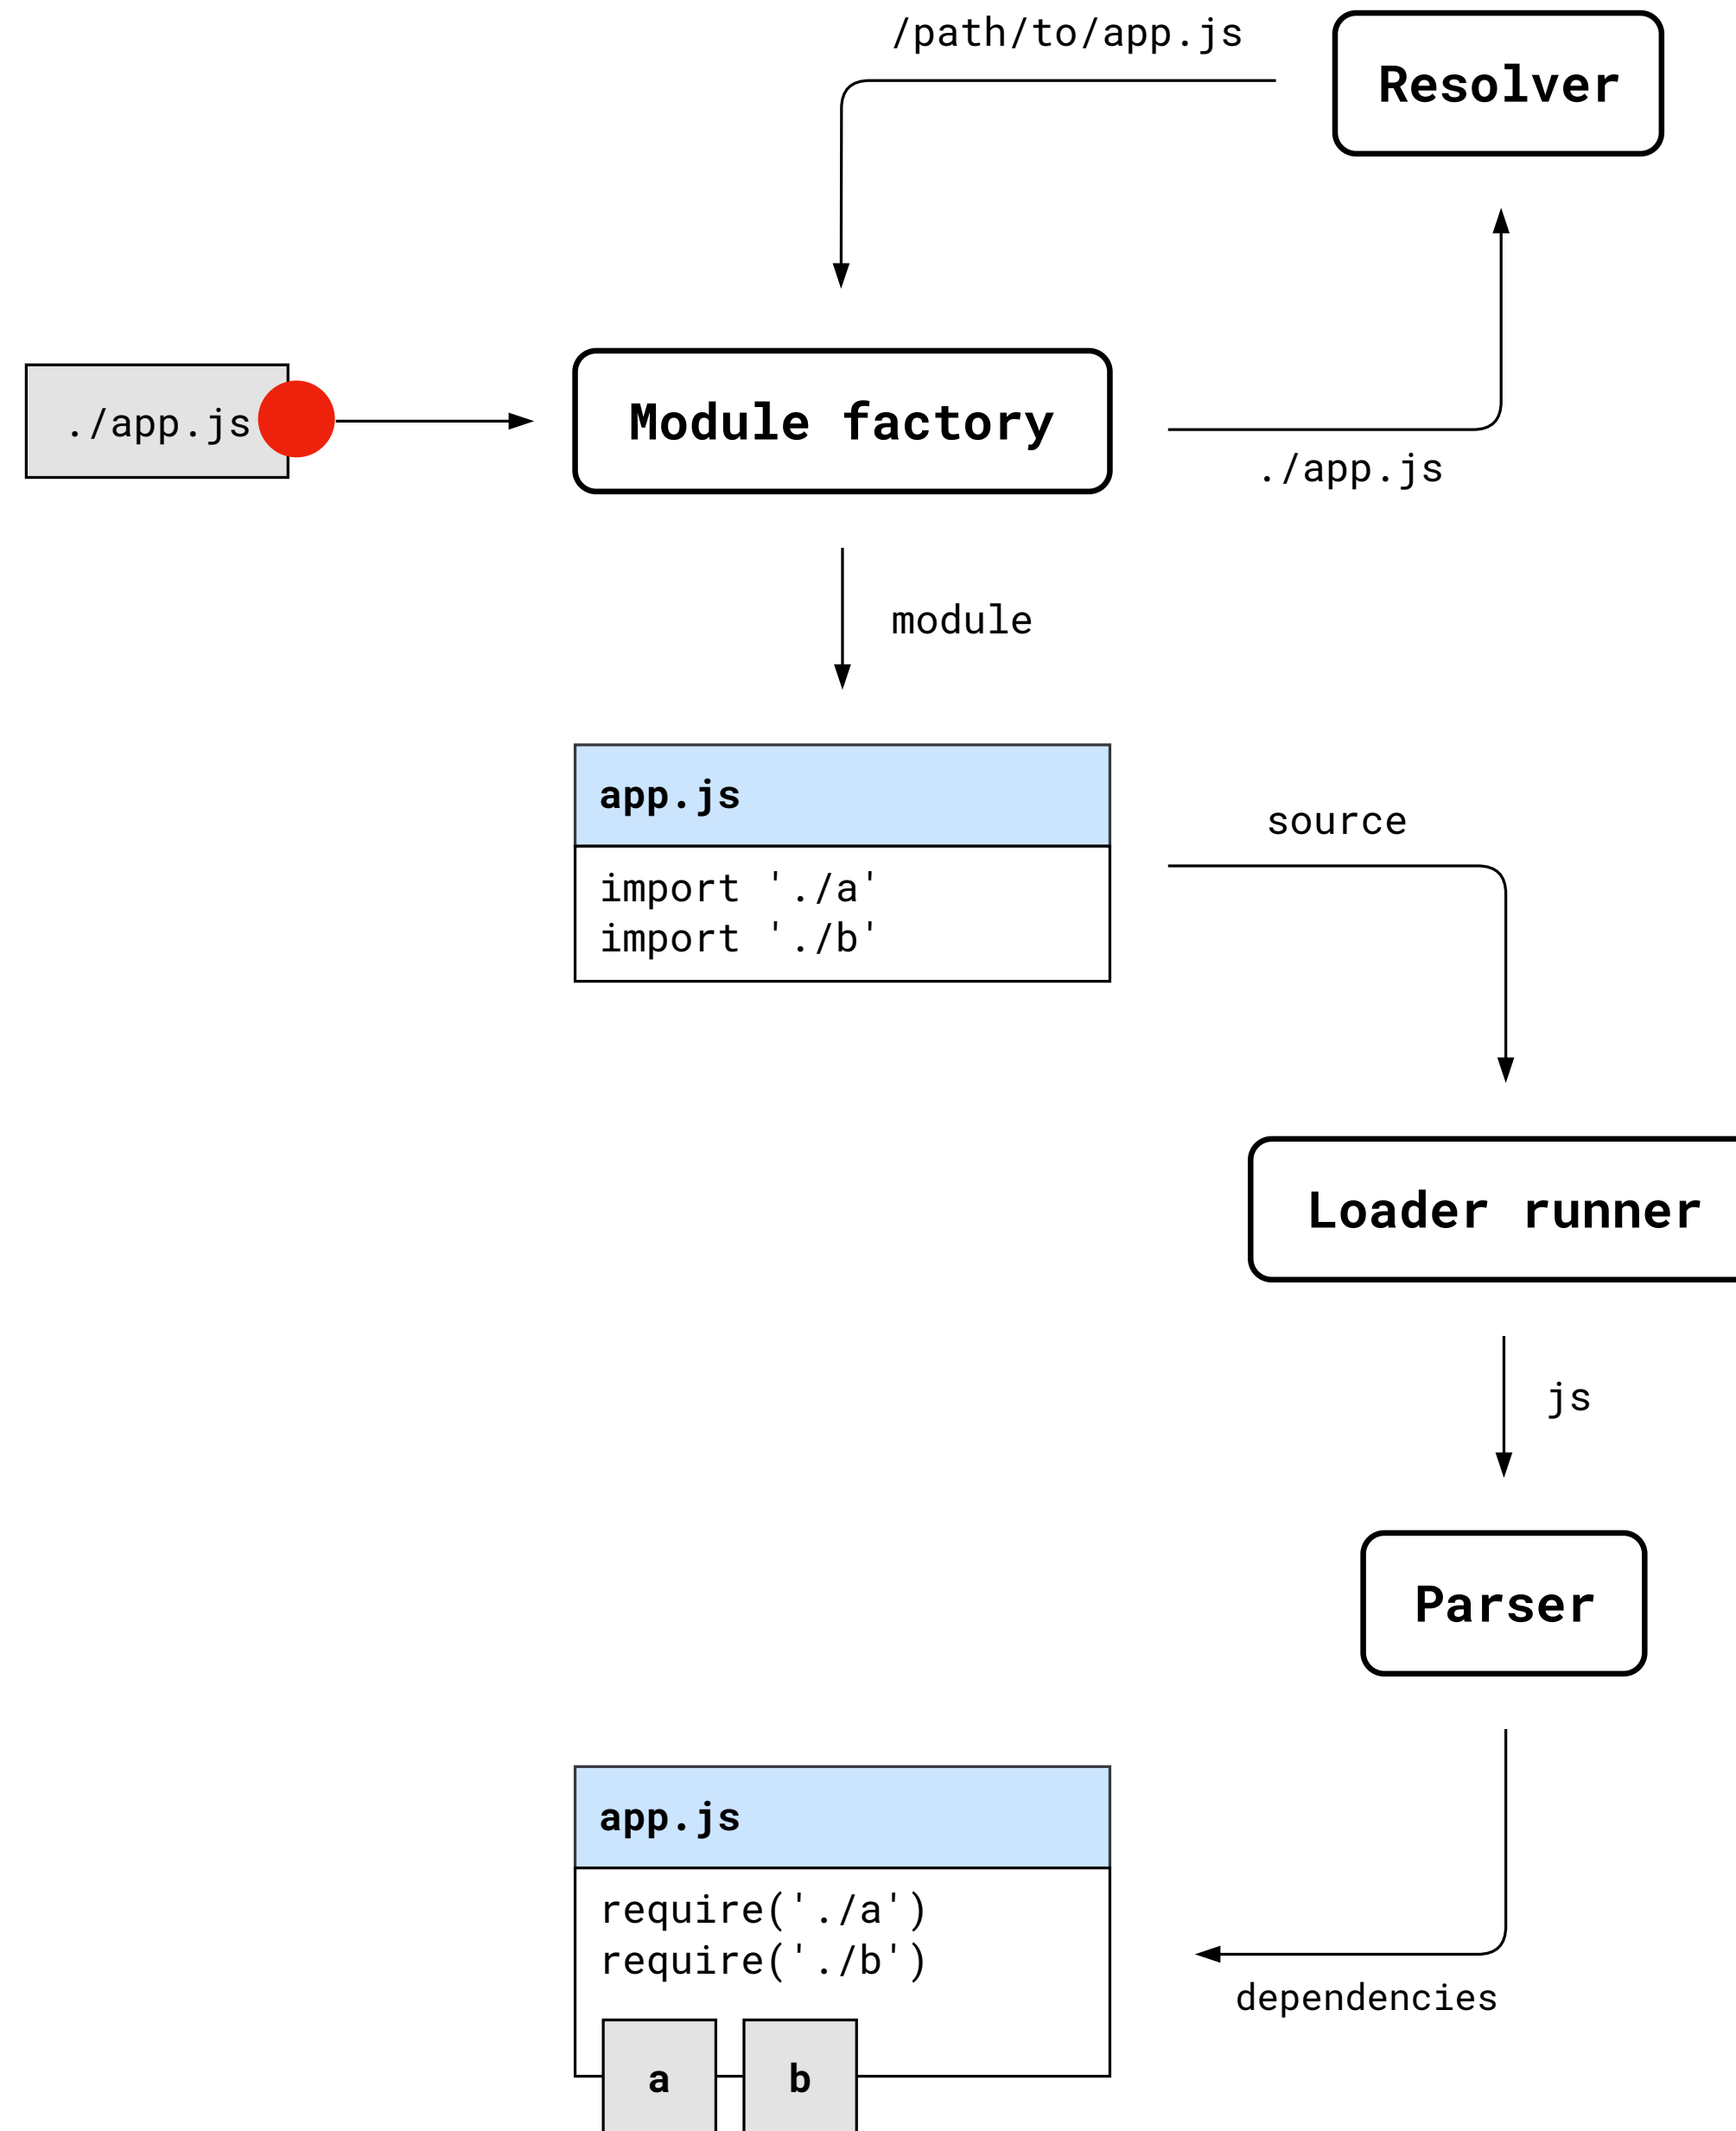 /path/to/app.js
Resolver
./app.js
Module factory
./app.js
module
app.js
import './a'
import './b'
source
Loader runner
js
Parser
app.js
require('./a')
require('./b')
dependencies
a
b